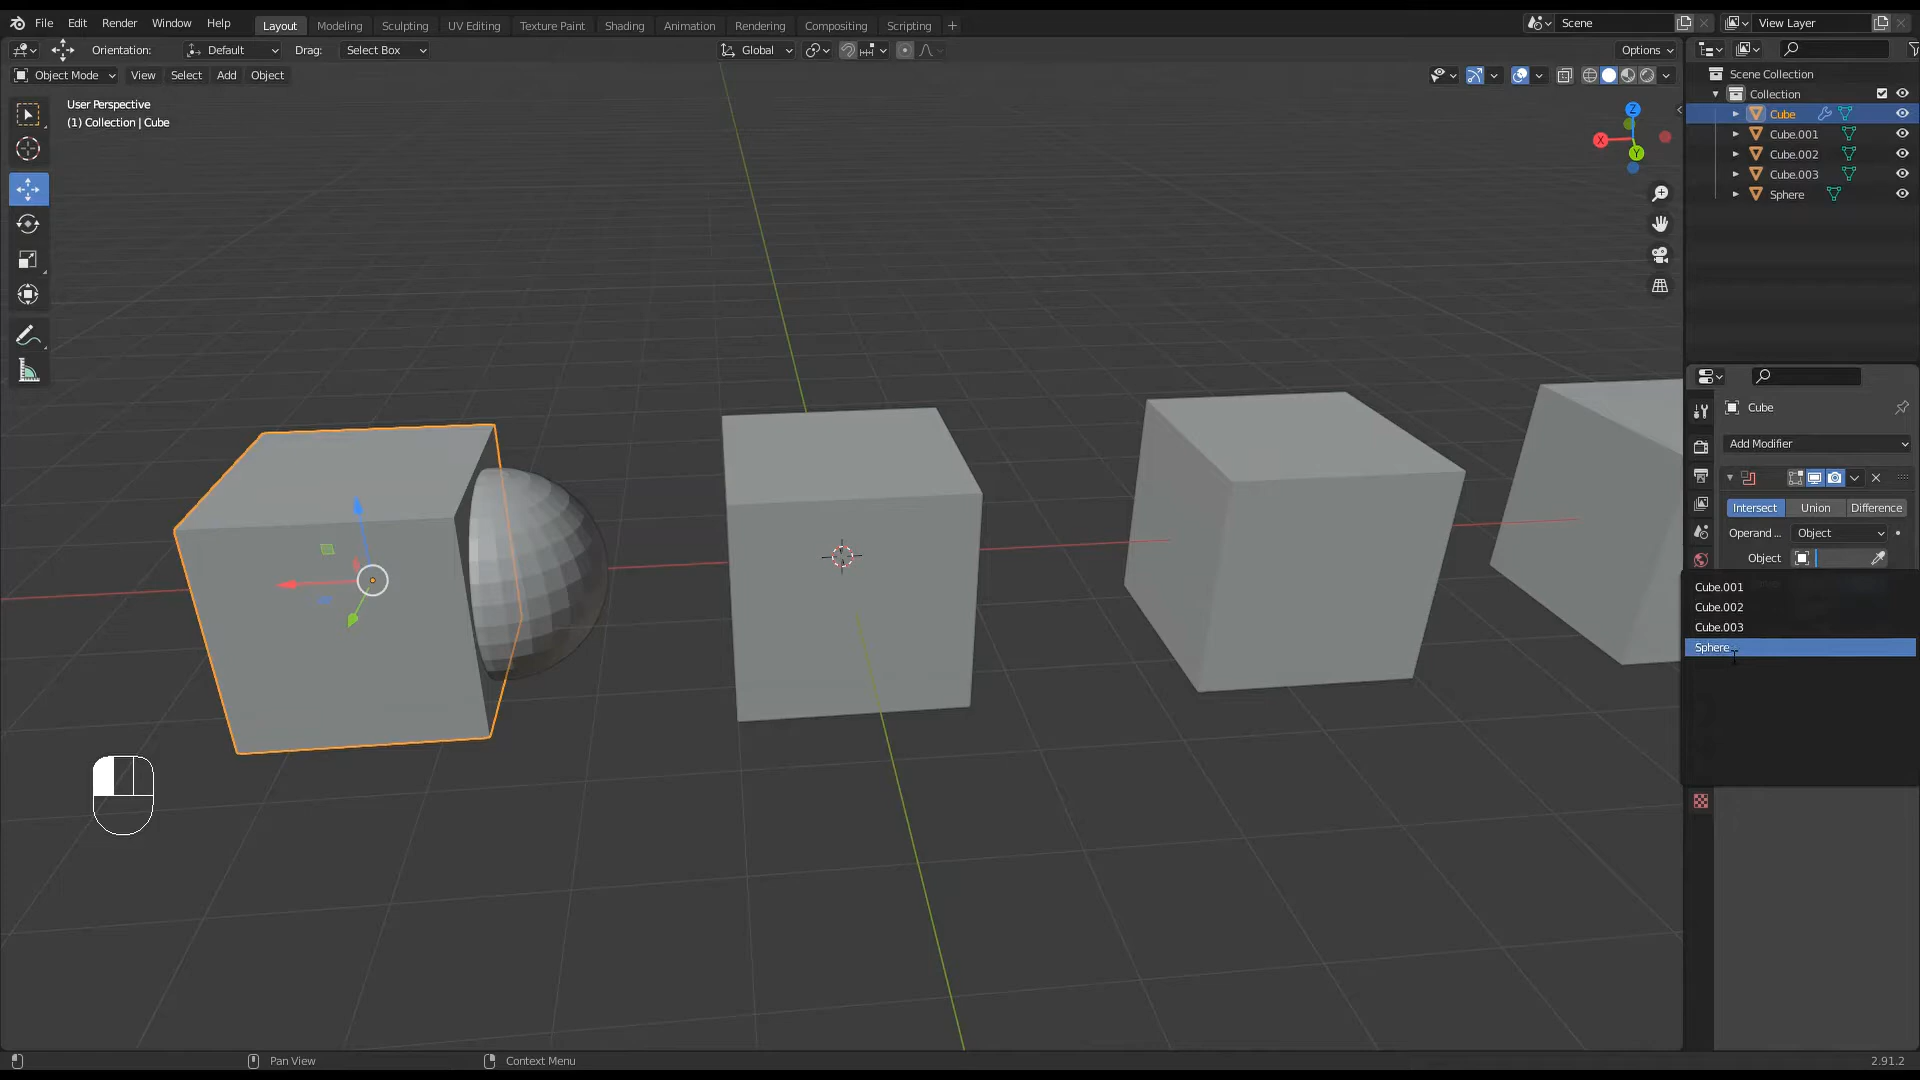 File Edit Render Window Help Layout Modeling Sculpting UV Editing Texture Paint Shading Animation Rendering Compositing Scripting + Scene View Layer
Orientation: Default Drag: Select Box Global Options
Object Mode View Select Add Object
User Perspective
(1) Collection | Cube
Z
X
Y
Scene Collection
Collection
Cube
Cube.001
Cube.002
Cube.003
Sphere
Cube
Add Modifier
Intersect Union Difference
Operand ... Object
Object
Cube.001
Cube.002
Cube.003
Sphere
Pan View Context Menu 2.91.2